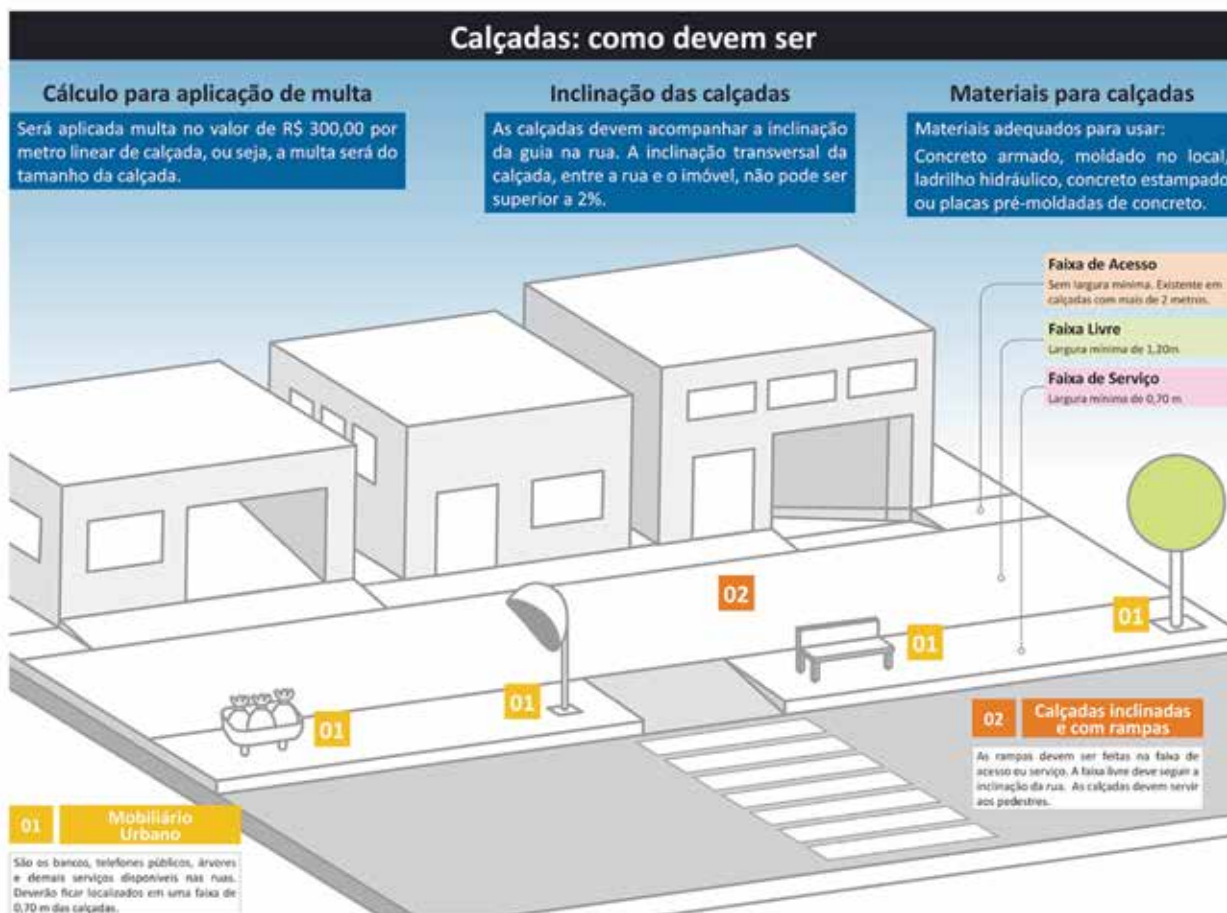 Calçadas: como devem ser
Cálculo para aplicação de multa
Será aplicada multa no valor de R$ 300,00 por
metro linear de calçada, ou seja, a multa será do
tamanho da calçada.
Inclinação das calçadas
As calçadas devem acompanhar a inclinação
da guia na rua. A inclinação transversal da
calçada, entre a rua e o imóvel, não pode ser
superior a 2%.
Materiais para calçadas
Materiais adequados para usar:
Concreto armado, moldado no local,
ladrilho hidráulico, concreto estampado
ou placas pré-moldadas de concreto.
Faixa de Acesso
Sem largura mínima. Existente em
calçadas com mais de 2 metros.
Faixa Livre
Largura mínima de 1,20m
Faixa de Serviço
Largura mínima de 0,70 m
02
01
01
01
01
02 Calçadas inclinadas
e com rampas
As rampas devem ser feitas na faixa de
acesso ou serviço. A faixa livre deve seguir a
inclinação da rua. As calçadas devem servir
aos pedestres.
01 Mobiliário
Urbano
São os bancos, telefones públicos, árvores
e demais serviços disponíveis nas ruas.
Deverão ficar localizados em uma faixa de
0,70 m das calçadas.